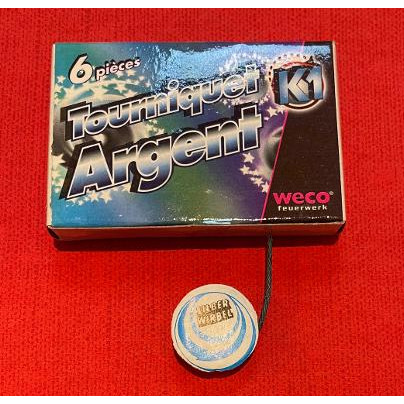 6 pièces
Tourniquet
Argent
K1
weco®
feuerwerk
SILBER
WIRBEL